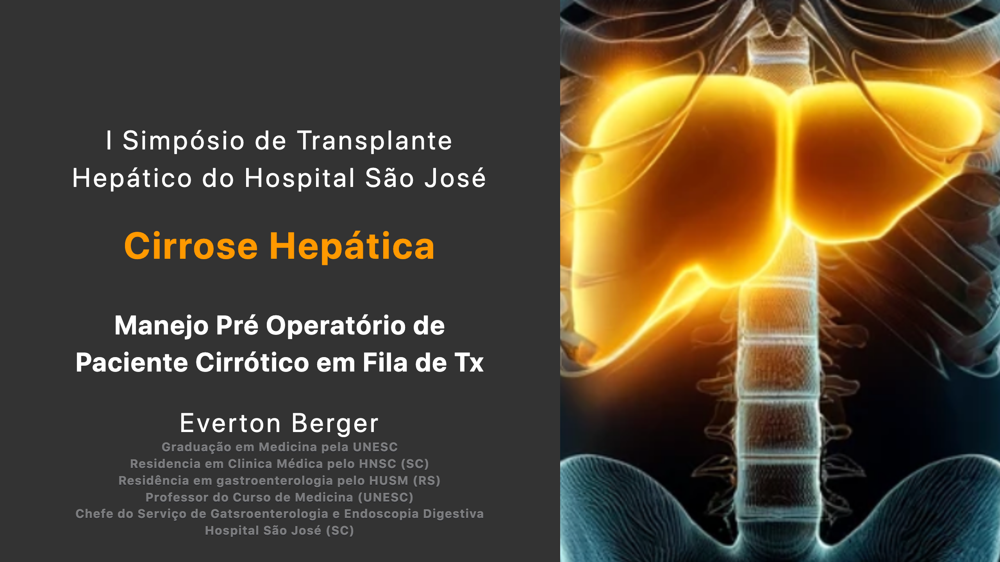 I Simpósio de Transplante
Hepático do Hospital São José
Cirrose Hepática
Manejo Pré Operatório de
Paciente Cirrótico em Fila de Tx
Everton Berger
Graduação em Medicina pela UNESC
Residencia em Clinica Médica pelo HNSC (SC)
Residência em gastroenterologia pelo HUSM (RS)
Professor do Curso de Medicina (UNESC)
Chefe do Serviço de Gatsroenterologia e Endoscopia Digestiva
Hospital São José (SC)